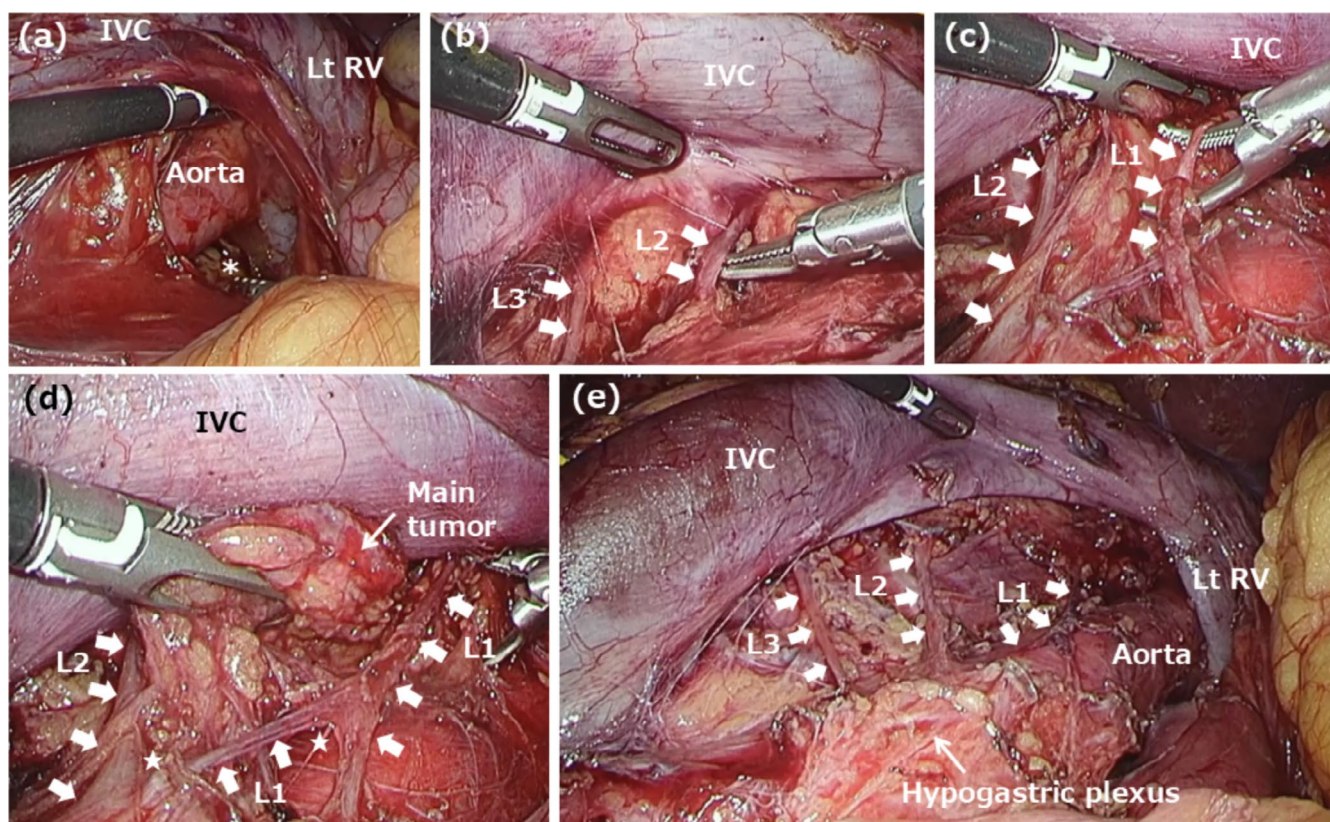 (a)
IVC
Lt RV
Aorta
*
(b)
IVC
L2
L3
(c)
IVC
L1
L2
(d)
IVC
Main
tumor
L2
L1
L1
(e)
IVC
Lt RV
L2
L1
L3
Aorta
Hypogastric plexus